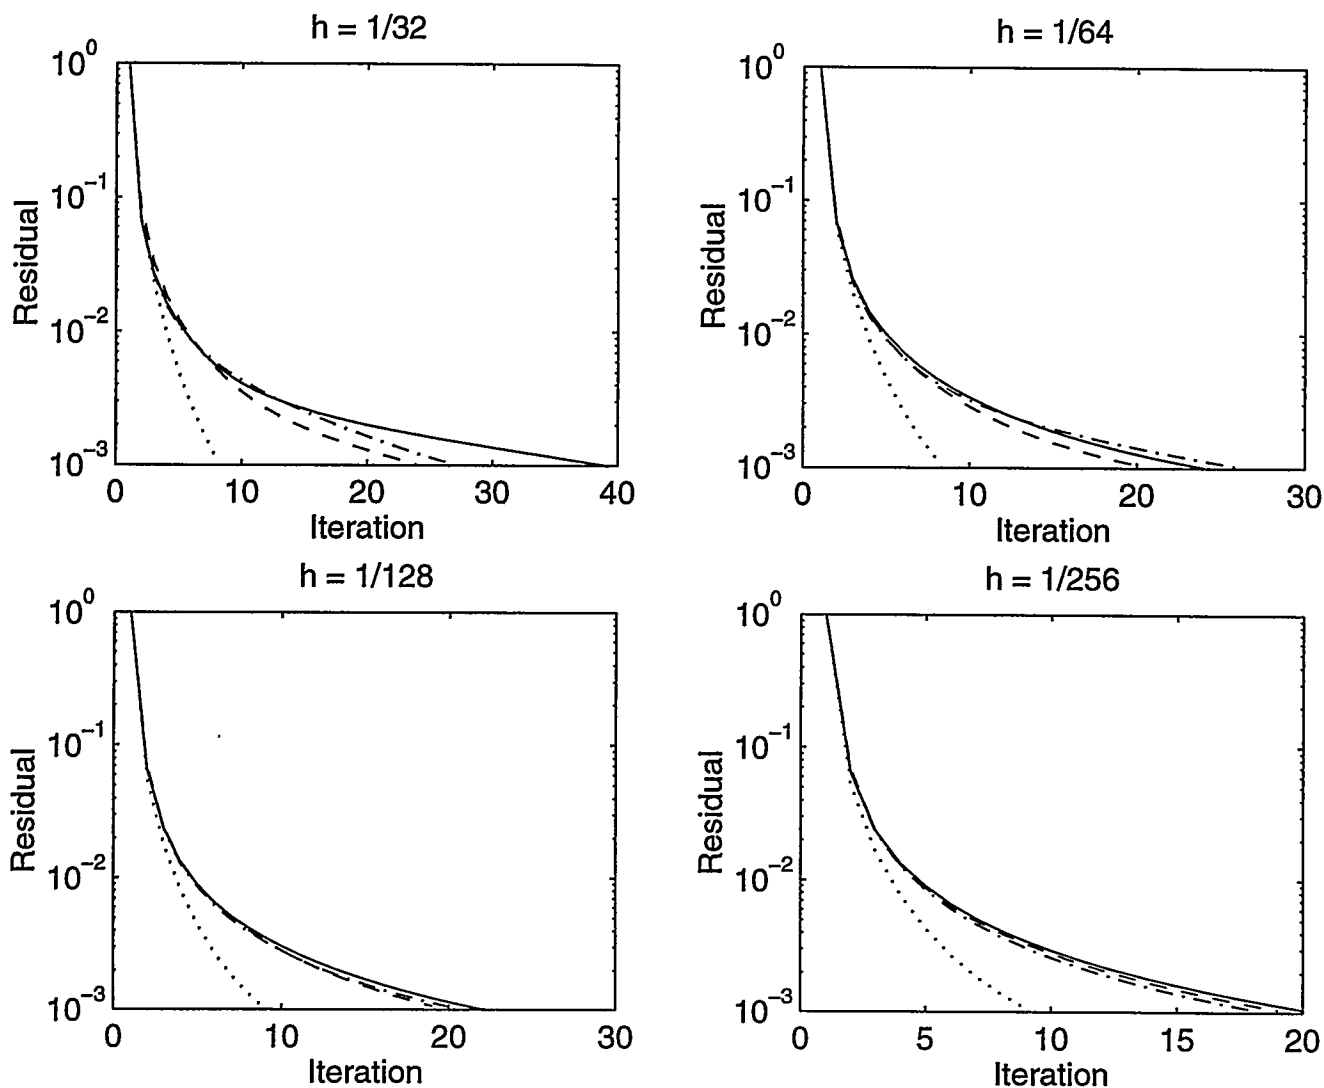 h = 1/32
10^0
10^−1
10^−2
10^−3
Residual
0 10 20 30 40
Iteration
h = 1/64
10^0
10^−1
10^−2
10^−3
Residual
0 10 20 30
Iteration
h = 1/128
10^0
10^−1
10^−2
10^−3
Residual
0 10 20 30
Iteration
h = 1/256
10^0
10^−1
10^−2
10^−3
Residual
0 5 10 15 20
Iteration